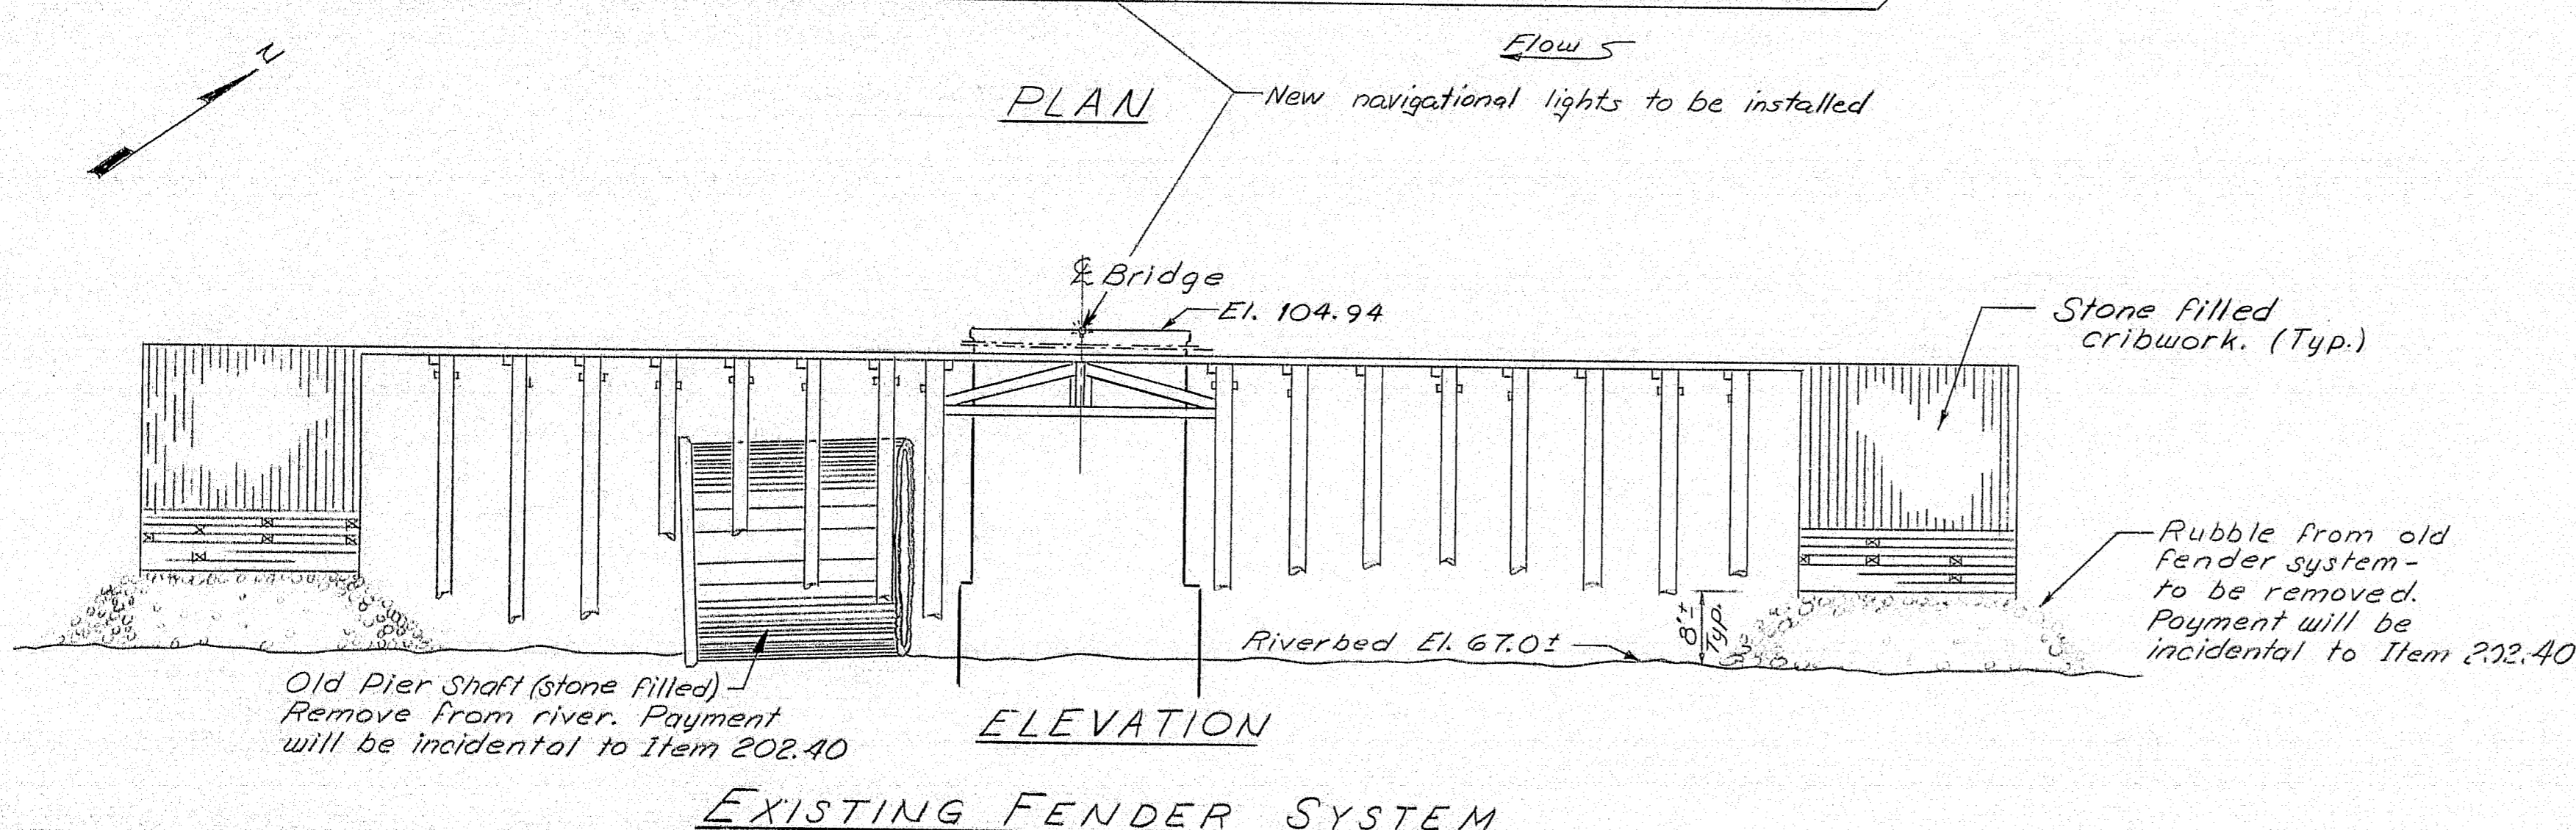 N
Flow
PLAN
New navigational lights to be installed
℄ Bridge
El. 104.94
Stone filled
cribwork. (Typ.)
Rubble from old
fender system-
to be removed.
Payment will be
incidental to Item 202.40
8'±
Typ.
Riverbed El. 67.0±
Old Pier Shaft (stone filled)
Remove from river. Payment
will be incidental to Item 202.40
ELEVATION
EXISTING FENDER SYSTEM